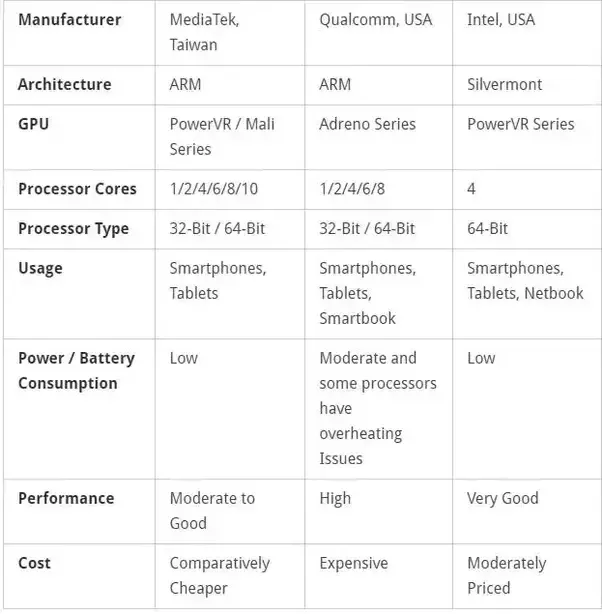 Manufacturer
MediaTek,
Taiwan
Qualcomm, USA
Intel, USA
Architecture
ARM
ARM
Silvermont
GPU
PowerVR / Mali
Series
Adreno Series
PowerVR Series
Processor Cores
1/2/4/6/8/10
1/2/4/6/8
4
Processor Type
32-Bit / 64-Bit
32-Bit / 64-Bit
64-Bit
Usage
Smartphones,
Tablets
Smartphones,
Tablets,
Smartbook
Smartphones,
Tablets, Netbook
Power / Battery
Consumption
Low
Moderate and
some processors
have
overheating
Issues
Low
Performance
Moderate to
Good
High
Very Good
Cost
Comparatively
Cheaper
Expensive
Moderately
Priced